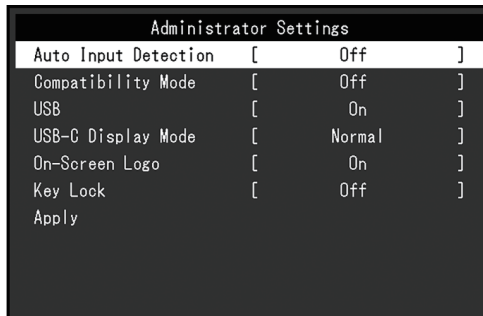 Administrator Settings
Auto Input Detection [ Off ]
Compatibility Mode [ Off ]
USB [ On ]
USB-C Display Mode [ Normal ]
On-Screen Logo [ On ]
Key Lock [ Off ]
Apply